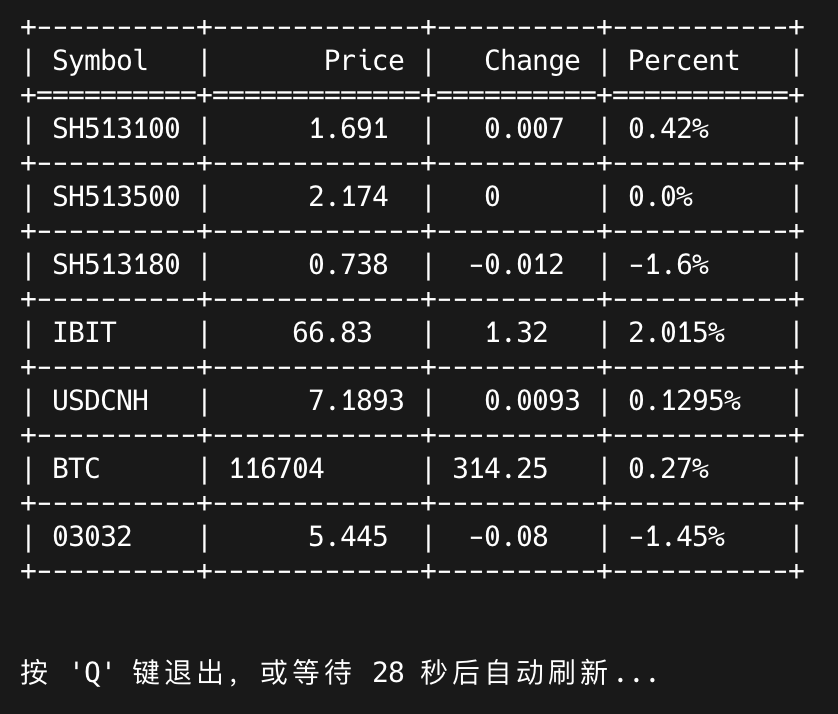 +----------+-------------+----------+-----------+
| Symbol   |       Price |   Change | Percent   |
+==========+=============+==========+===========+
| SH513100 |      1.691  |   0.007  | 0.42%     |
+----------+-------------+----------+-----------+
| SH513500 |      2.174  |   0      | 0.0%      |
+----------+-------------+----------+-----------+
| SH513180 |      0.738  |  -0.012  | -1.6%     |
+----------+-------------+----------+-----------+
| IBIT     |     66.83   |   1.32   | 2.015%    |
+----------+-------------+----------+-----------+
| USDCNH   |      7.1893 |   0.0093 | 0.1295%   |
+----------+-------------+----------+-----------+
| BTC      | 116704      | 314.25   | 0.27%     |
+----------+-------------+----------+-----------+
| 03032    |      5.445  |  -0.08   | -1.45%    |
+----------+-------------+----------+-----------+
按 'Q' 键退出, 或等待 28 秒后自动刷新...